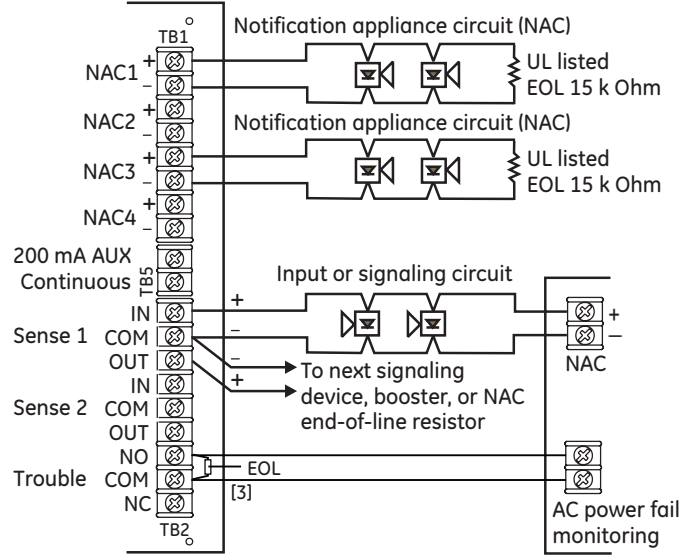 Notification appliance circuit (NAC)
TB1
NAC1 + −
UL listed
EOL 15 k Ohm
NAC2 + −
Notification appliance circuit (NAC)
NAC3 + −
UL listed
EOL 15 k Ohm
NAC4 + −
200 mA AUX
Continuous
TB5
Input or signaling circuit
IN +
Sense 1 COM −
OUT −
+
To next signaling
device, booster, or NAC
end-of-line resistor
+
−
NAC
IN
Sense 2 COM
OUT
NO
EOL
Trouble COM
[3]
NC
TB2
AC power fail
monitoring